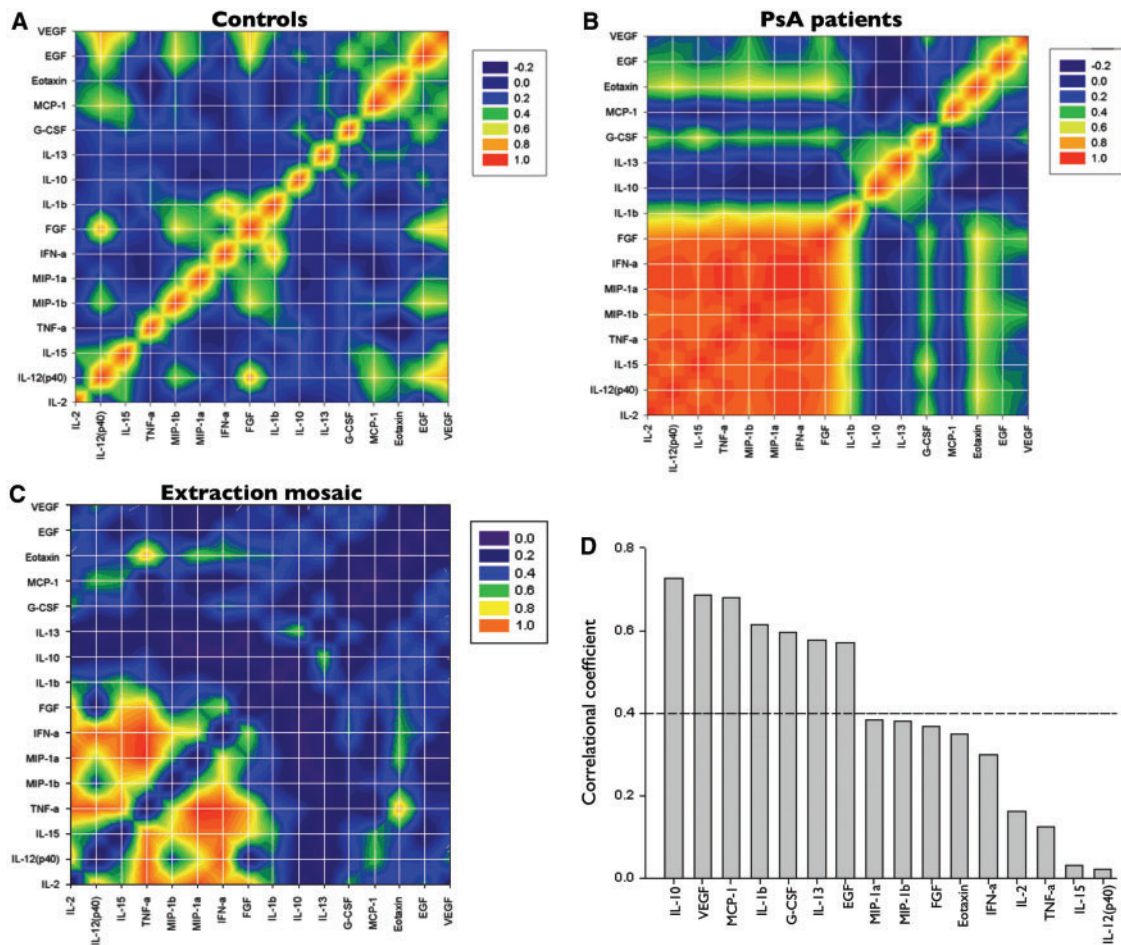 A
Controls
VEGF
EGF
Eotaxin
MCP-1
G-CSF
IL-13
IL-10
IL-1b
FGF
IFN-a
MIP-1a
MIP-1b
TNF-a
IL-15
IL-12(p40)
IL-2
IL-2
IL-12(p40)
IL-15
TNF-a
MIP-1b
MIP-1a
IFN-a
FGF
IL-1b
IL-10
IL-13
G-CSF
MCP-1
Eotaxin
EGF
VEGF
-0.2
0.0
0.2
0.4
0.6
0.8
1.0
B
PsA patients
VEGF
EGF
Eotaxin
MCP-1
G-CSF
IL-13
IL-10
IL-1b
FGF
IFN-a
MIP-1a
MIP-1b
TNF-a
IL-15
IL-12(p40)
IL-2
IL-2
IL-12(p40)
IL-15
TNF-a
MIP-1b
MIP-1a
IFN-a
FGF
IL-1b
IL-10
IL-13
G-CSF
MCP-1
Eotaxin
EGF
VEGF
-0.2
0.0
0.2
0.4
0.6
0.8
1.0
C
Extraction mosaic
VEGF
EGF
Eotaxin
MCP-1
G-CSF
IL-13
IL-10
IL-1b
FGF
IFN-a
MIP-1a
MIP-1b
TNF-a
IL-15
IL-12(p40)
IL-2
IL-2
IL-12(p40)
IL-15
TNF-a
MIP-1b
MIP-1a
IFN-a
FGF
IL-1b
IL-10
IL-13
G-CSF
MCP-1
Eotaxin
EGF
VEGF
0.0
0.2
0.4
0.6
0.8
1.0
D
Correlational coefficient
0.8
0.6
0.4
0.2
0.0
IL-10
VEGF
MCP-1
IL-1b
G-CSF
IL-13
EGF
MIP-1a
MIP-1b
FGF
Eotaxin
IFN-a
IL-2
TNF-a
IL-15
IL-12(p40)